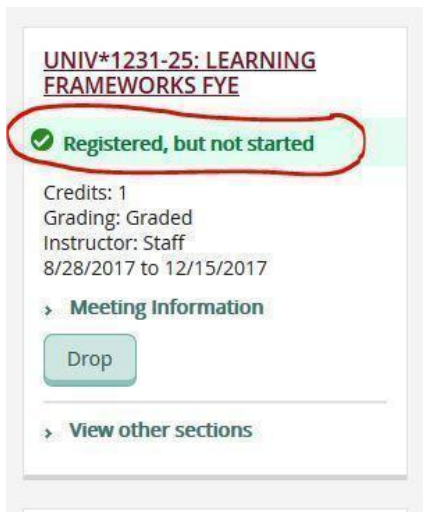 UNIV*1231-25: LEARNING
FRAMEWORKS FYE
Registered, but not started
Credits: 1
Grading: Graded
Instructor: Staff
8/28/2017 to 12/15/2017
Meeting Information
Drop
View other sections